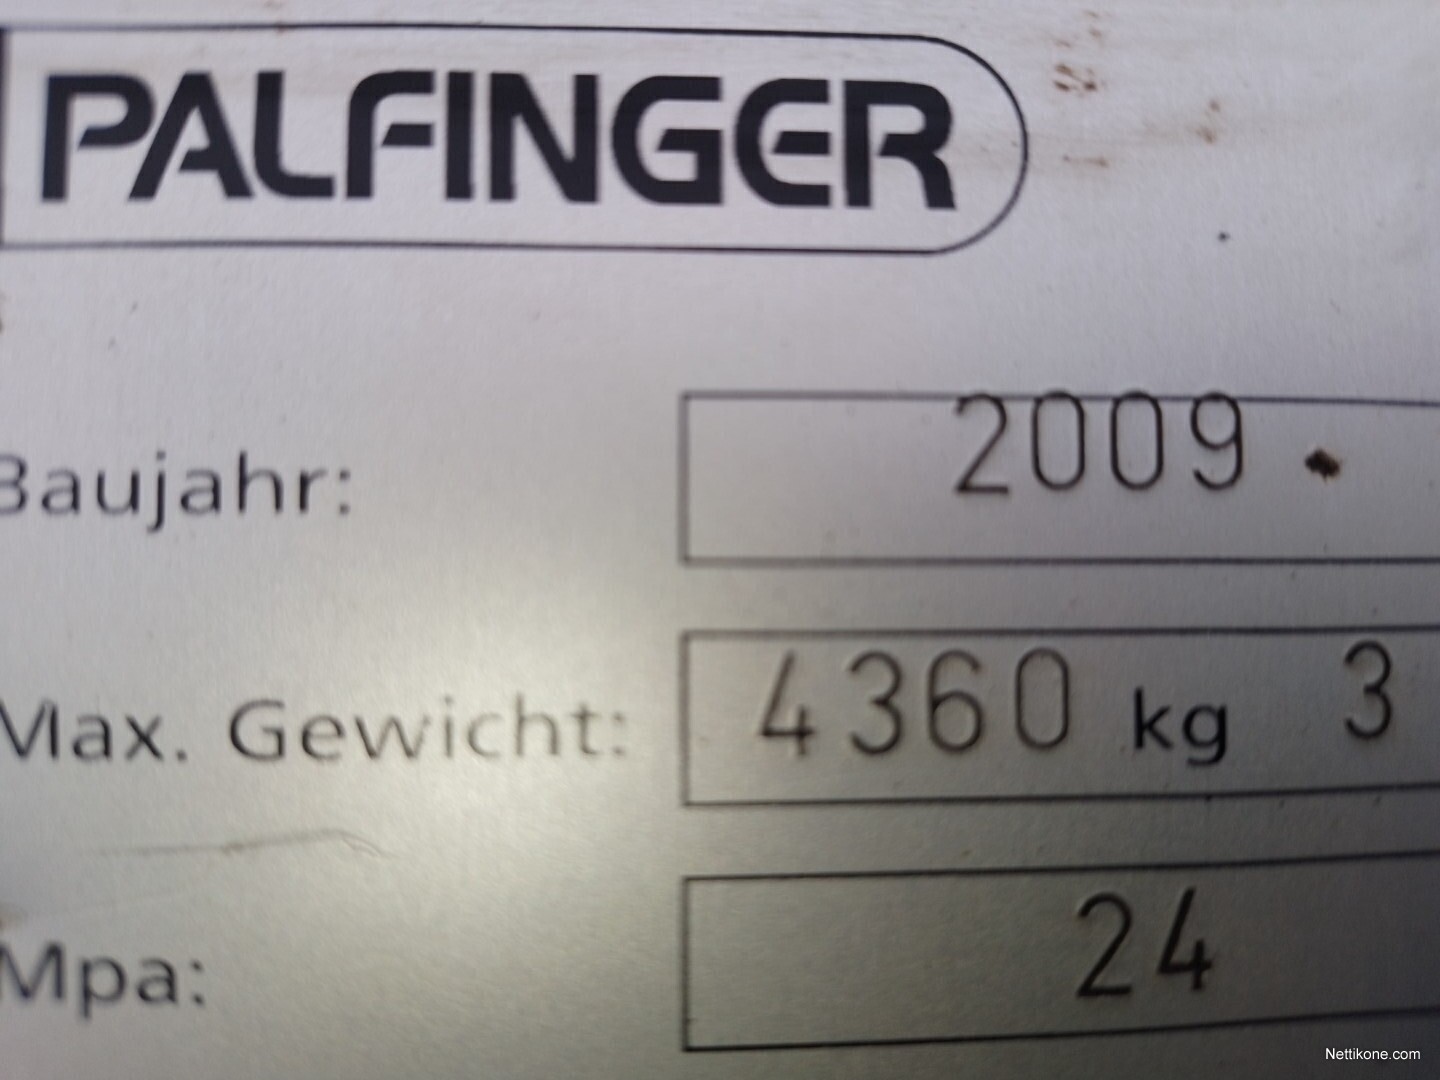 PALFINGER
Baujahr: 2009
Max. Gewicht: 4360 kg 3
Mpa: 24
Nettikone.com